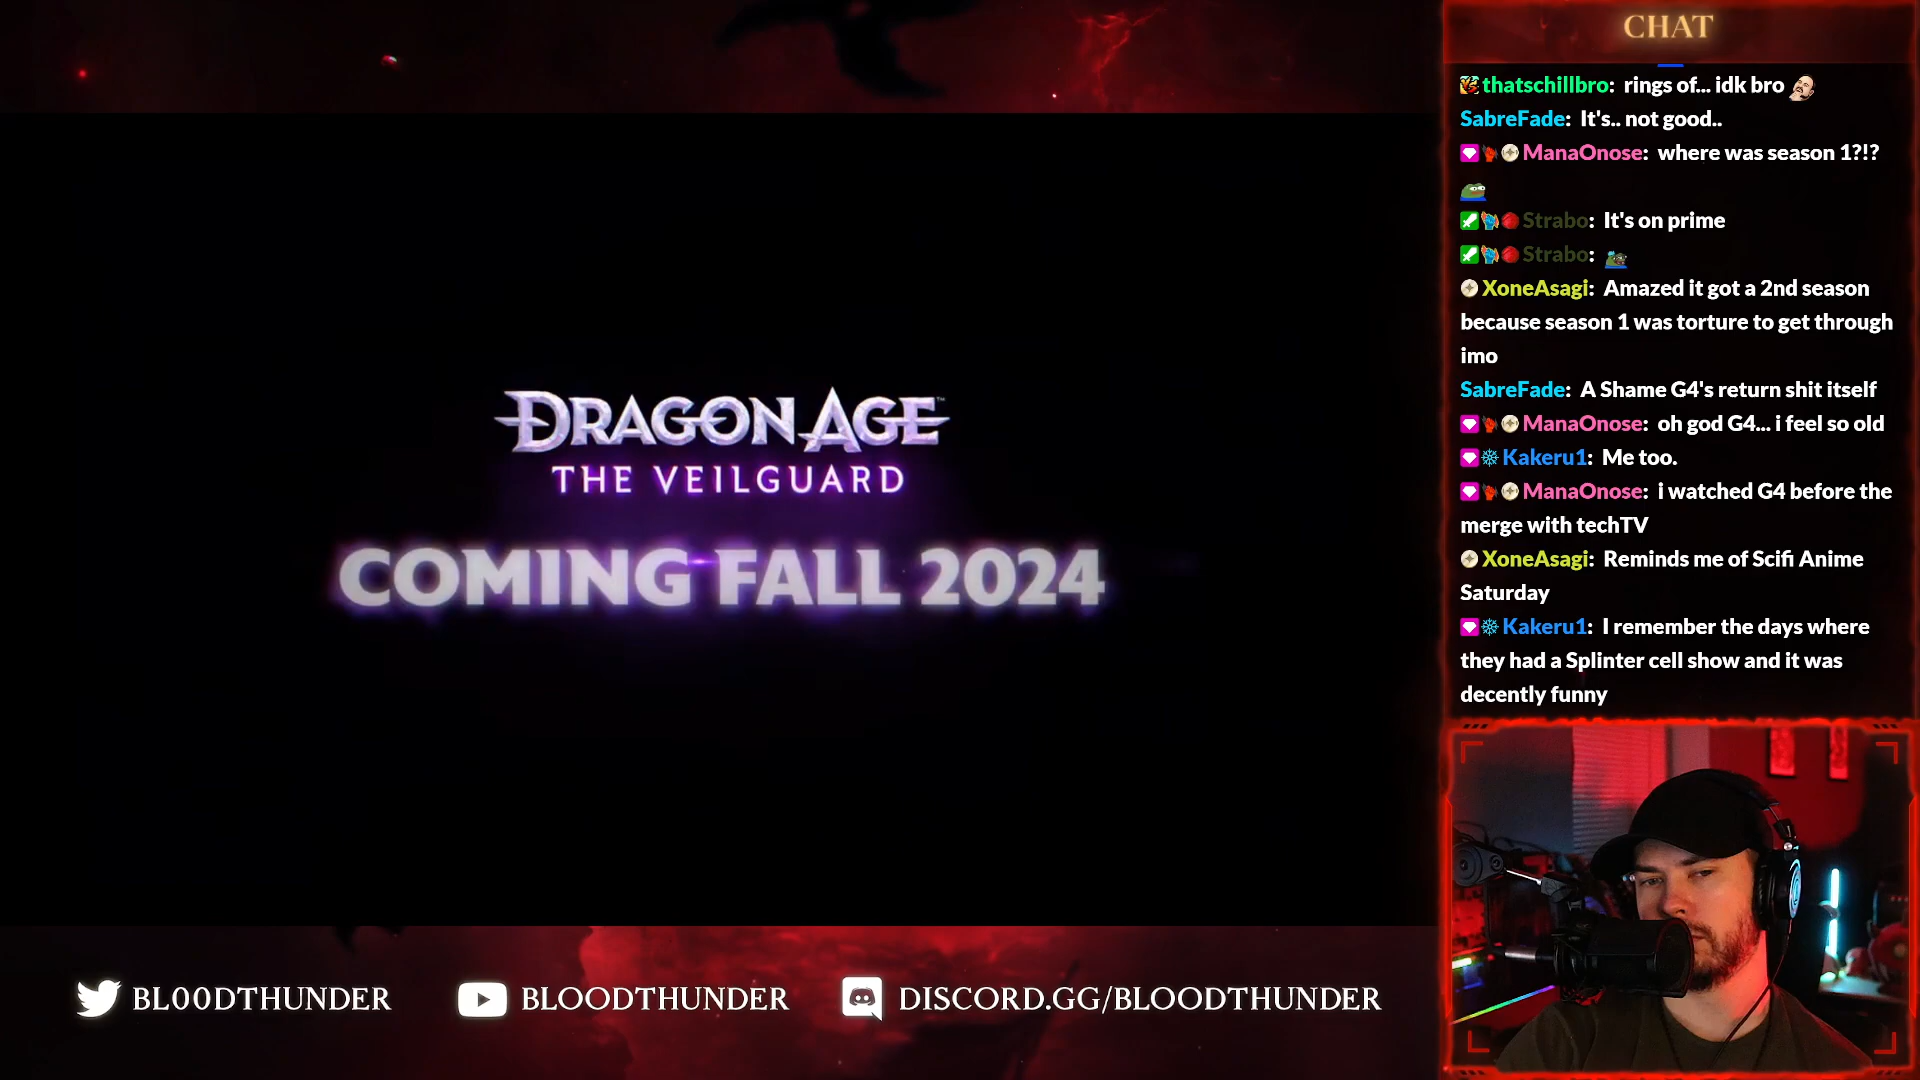 CHAT
thatschillbro: rings of... idk bro
SabreFade: It's.. not good..
ManaOnose: where was season 1?!?
Strabo: It's on prime
Strabo:
XoneAsagi: Amazed it got a 2nd season
because season 1 was torture to get through
imo
SabreFade: A Shame G4's return shit itself
ManaOnose: oh god G4... i feel so old
Kakeru1: Me too.
ManaOnose: i watched G4 before the
merge with techTV
XoneAsagi: Reminds me of Scifi Anime
Saturday
Kakeru1: I remember the days where
they had a Splinter cell show and it was
decently funny
DRAGON AGE™
THE VEILGUARD
COMING FALL 2024
BL00DTHUNDER
BLOODTHUNDER
DISCORD.GG/BLOODTHUNDER